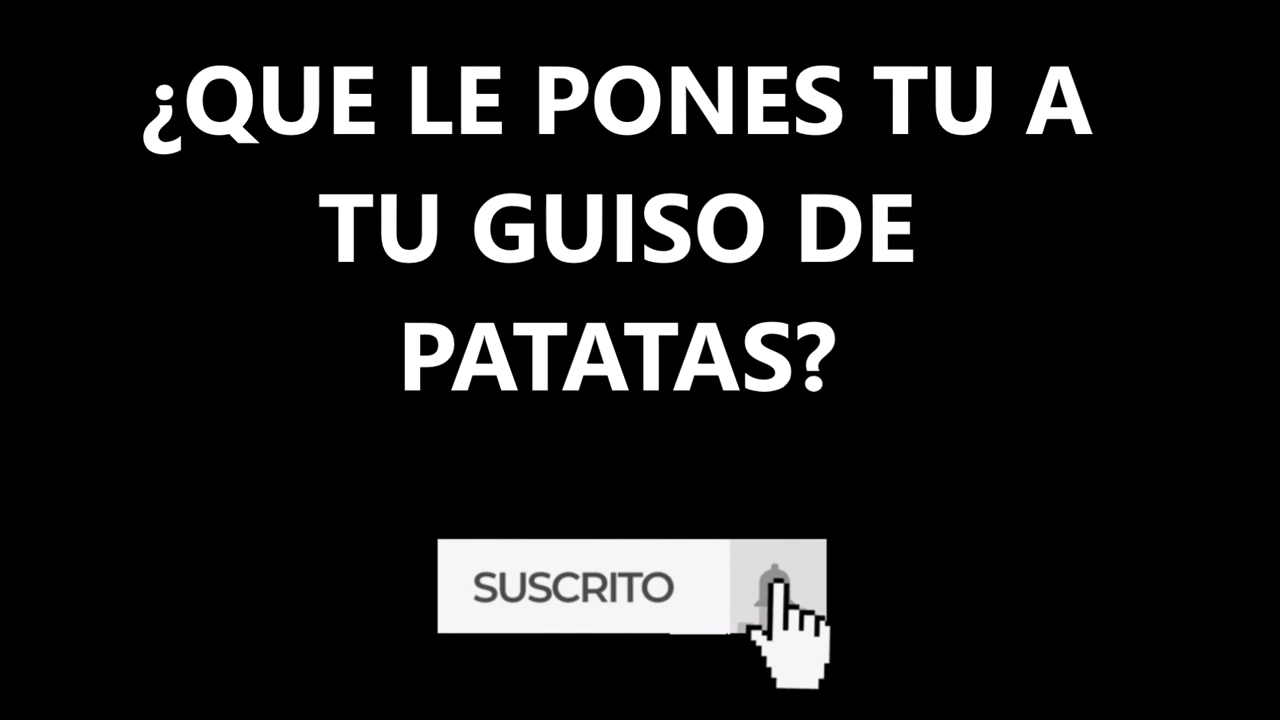 ¿QUE LE PONES TU A
TU GUISO DE
PATATAS?
SUSCRITO